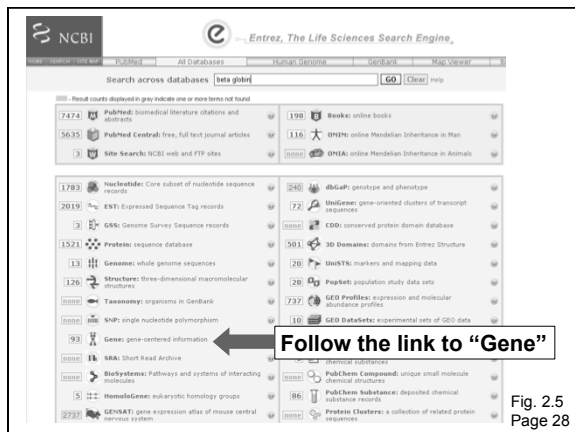 NCBI
e Entrez, The Life Sciences Search Engine
HOME SEARCH SITE MAP PubMed All Databases Human Genome GenBank Map Viewer B
Search across databases beta globin GO Clear Help
- Result counts displayed in gray indicate one or more terms not found
7474 PubMed: biomedical literature citations and abstracts
5635 PubMed Central: free, full text journal articles
3 Site Search: NCBI web and FTP sites
198 Books: online books
116 OMIM: online Mendelian Inheritance in Man
none OMIA: online Mendelian Inheritance in Animals
1783 Nucleotide: Core subset of nucleotide sequence records
2019 EST: Expressed Sequence Tag records
3 GSS: Genome Survey Sequence records
1521 Protein: sequence database
13 Genome: whole genome sequences
126 Structure: three-dimensional macromolecular structures
none Taxonomy: organisms in GenBank
none SNP: single nucleotide polymorphism
93 Gene: gene-centered information
none SRA: Short Read Archive
none BioSystems: Pathways and systems of interacting molecules
5 HomoloGene: eukaryotic homology groups
2737 GENSAT: gene expression atlas of mouse central nervous system
240 dbGaP: genotype and phenotype
72 UniGene: gene-oriented clusters of transcript sequences
none CDD: conserved protein domain database
501 3D Domains: domains from Entrez Structure
20 UniSTS: markers and mapping data
20 PopSet: population study data sets
737 GEO Profiles: expression and molecular abundance profiles
10 GEO DataSets: experimental sets of GEO data
Follow the link to “Gene”
chemical substances
none PubChem Compound: unique small molecule chemical structures
86 PubChem Substance: deposited chemical substance records
none Protein Clusters: a collection of related protein sequences
Fig. 2.5
Page 28